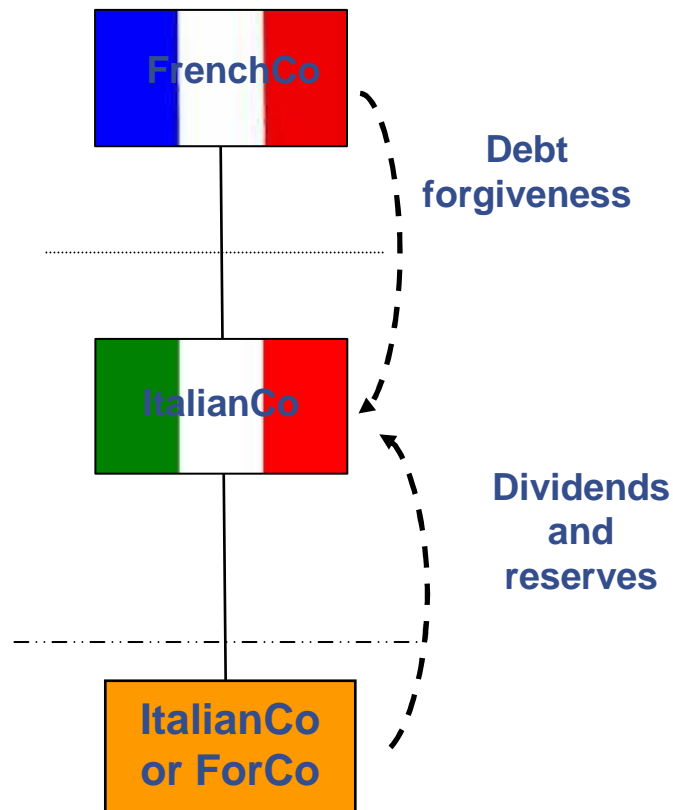 FrenchCo
Debt
forgiveness
ItalianCo
Dividends
and
reserves
ItalianCo
or ForCo